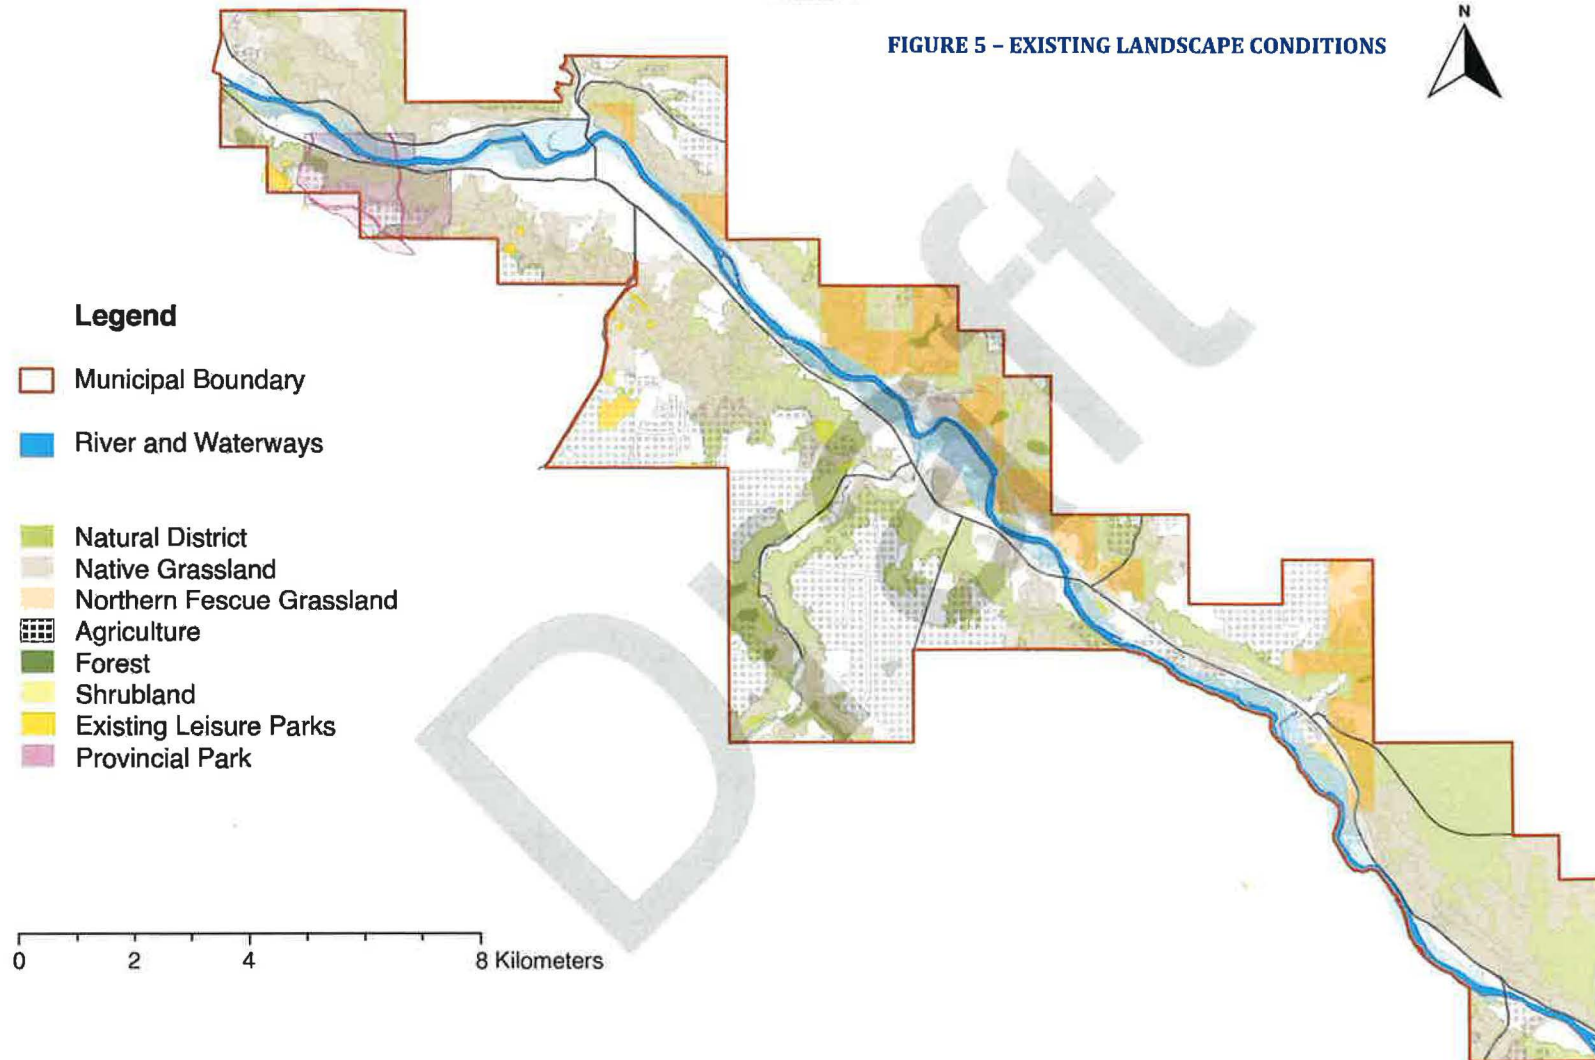 FIGURE 5 – EXISTING LANDSCAPE CONDITIONS
N
Legend
Municipal Boundary
River and Waterways
Natural District
Native Grassland
Northern Fescue Grassland
Agriculture
Forest
Shrubland
Existing Leisure Parks
Provincial Park
0 2 4 8 Kilometers
Draft